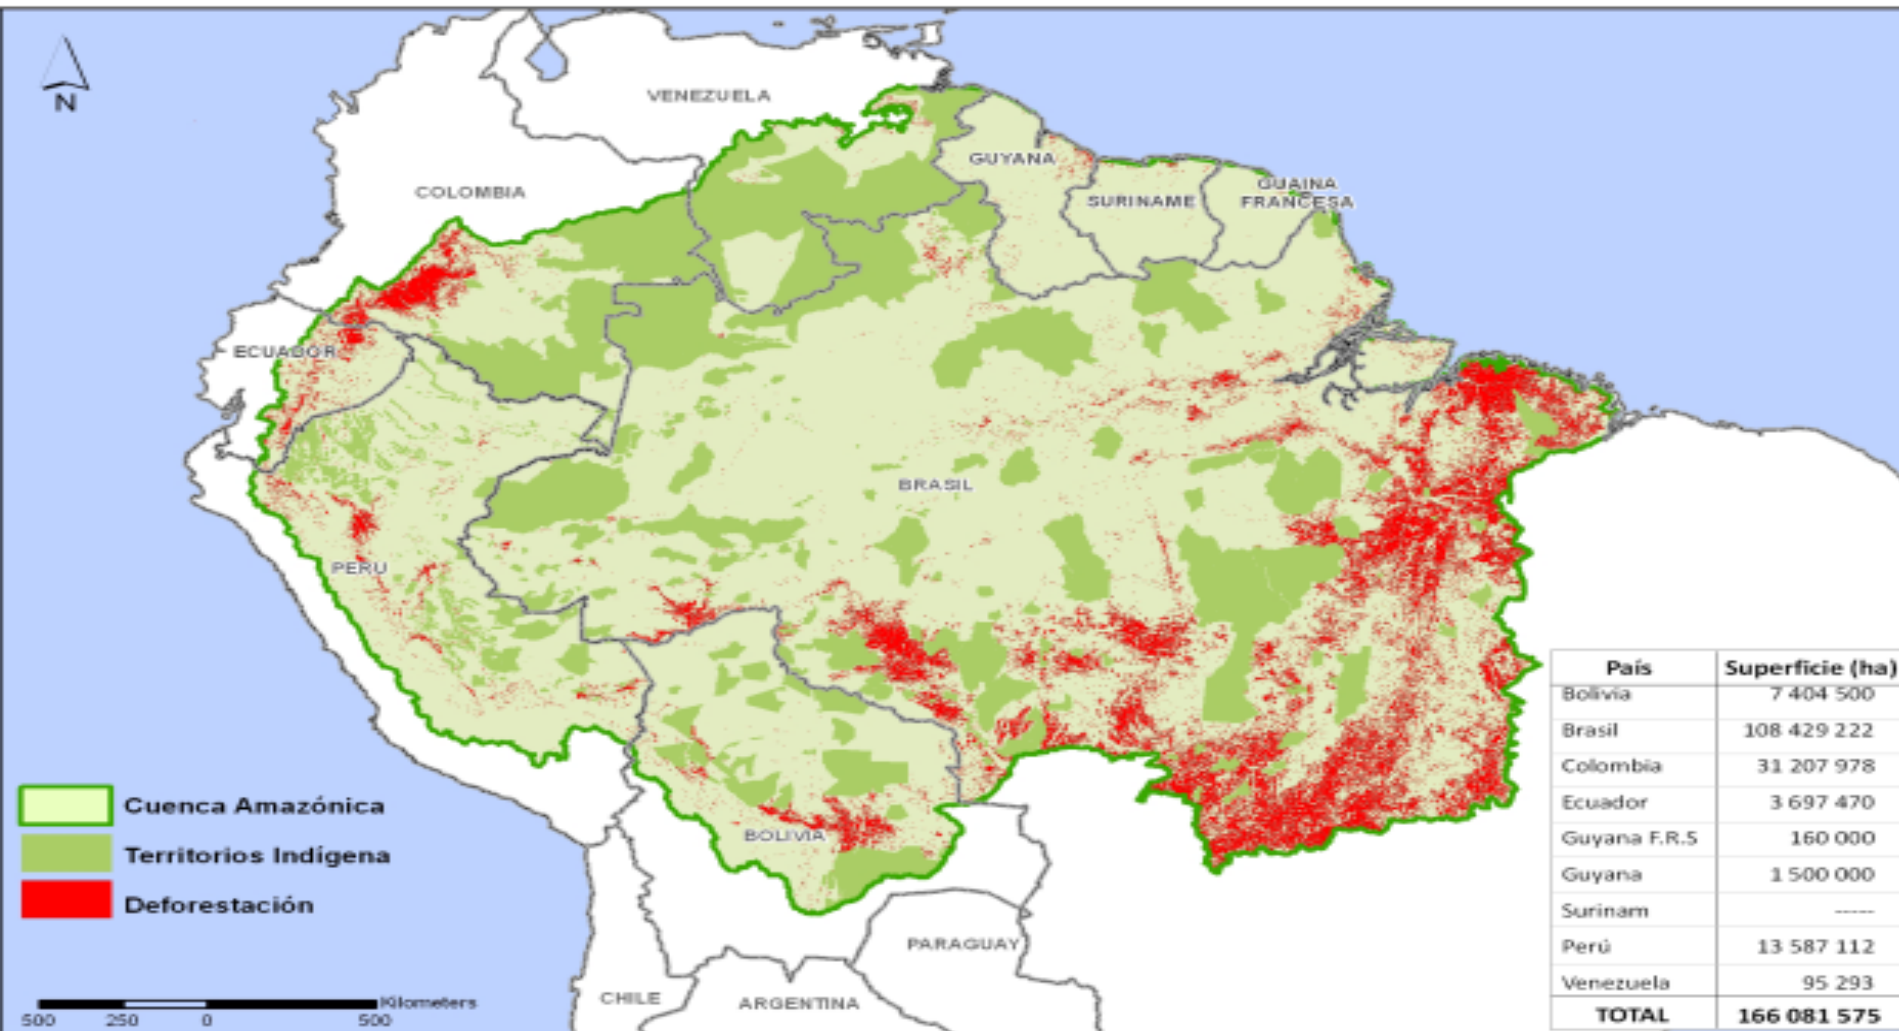 N
VENEZUELA
COLOMBIA
GUYANA
SURINAME
GUAINA
FRANCESA
ECUADOR
BRASIL
PERU
BOLIVIA
PARAGUAY
CHILE
ARGENTINA
Cuenca Amazónica
Territorios Indígena
Deforestación
Kilometers
500 250 0 500
País Superficie (ha)
Bolivia 7 404 500
Brasil 108 429 222
Colombia 31 207 978
Ecuador 3 697 470
Guyana F.R.S 160 000
Guyana 1 500 000
Surinam -----
Perú 13 587 112
Venezuela 95 293
TOTAL 166 081 575